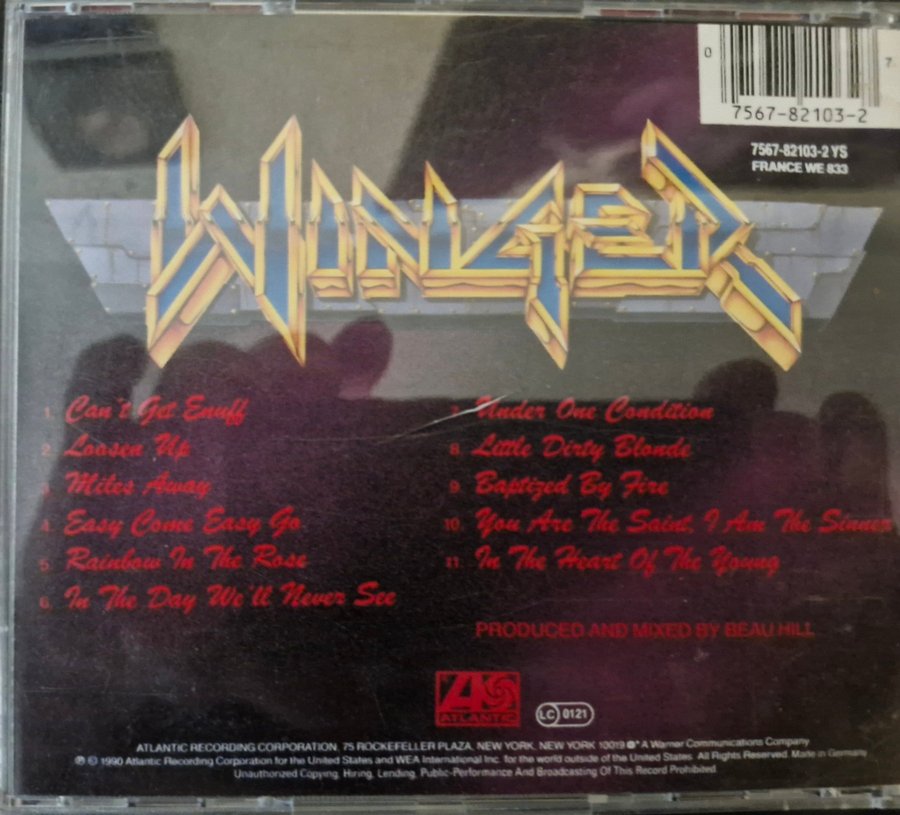 0 7
7567-82103-2
7567-82103-2 YS
FRANCE WE 833
WINGER
1. Can't Get Enuff
2. Loosen Up
3. Miles Away
4. Easy Come Easy Go
5. Rainbow In The Rose
6. In The Day We'll Never See
7. Under One Condition
8. Little Dirty Blonde
9. Baptized By Fire
10. You Are The Saint, I Am The Sinner
11. In The Heart Of The Young
PRODUCED AND MIXED BY BEAU HILL
ATLANTIC
LC 0121
ATLANTIC RECORDING CORPORATION, 75 ROCKEFELLER PLAZA, NEW YORK, NEW YORK 10019 ®* A Warner Communications Company
℗ © 1990 Atlantic Recording Corporation for the United States and WEA International Inc. for the world outside of the United States. All Rights Reserved. Made in Germany
Unauthorized Copying, Hiring, Lending, Public-Performance And Broadcasting Of This Record Prohibited.